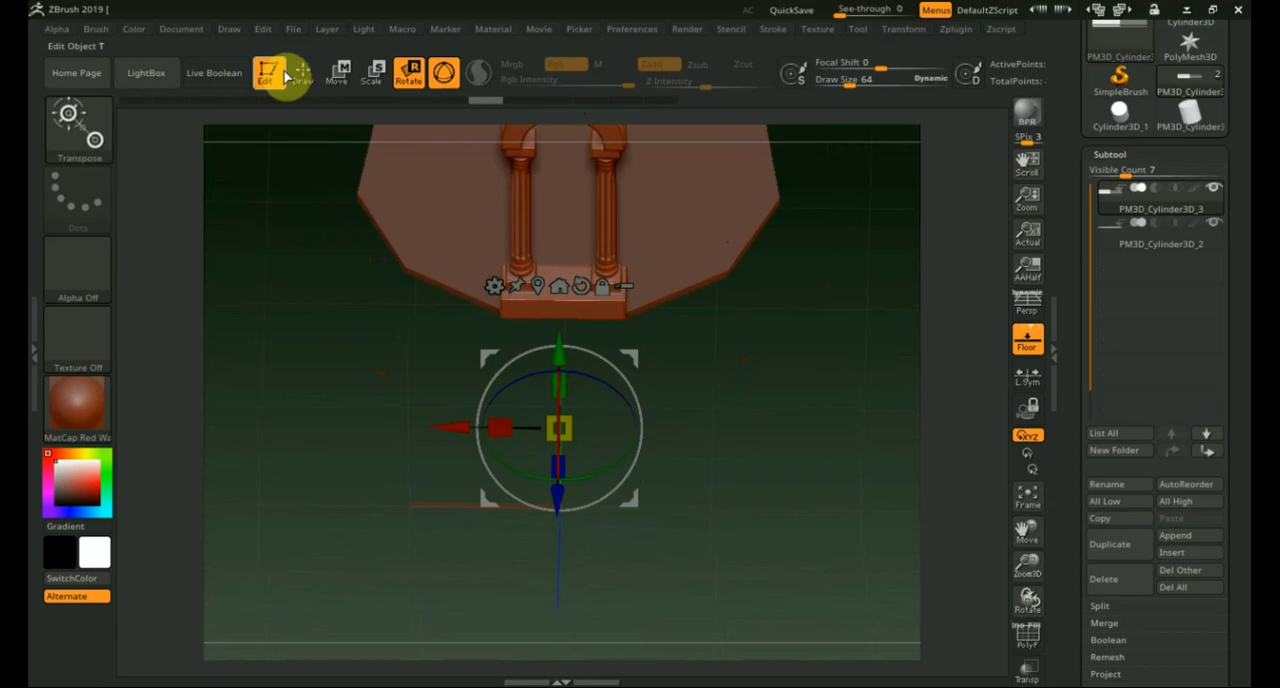 ZBrush 2019 [
AC QuickSave See-through 0 Menus DefaultZScript
Alpha Brush Color Document Draw Edit File Layer Light Macro Marker Material Movie Picker Preferences Render Stencil Stroke Texture Tool Transform Zplugin Zscript
Edit Object T
Home Page LightBox Live Boolean Edit Draw Move Scale Rotate
Mrgb Rgb M Zadd Zsub Zcut
Rgb Intensity Z Intensity
Focal Shift 0
Draw Size 64 Dynamic
S D
ActivePoints:
TotalPoints:
Transpose
Dots
Alpha Off
Texture Off
MatCap Red Wa
Gradient
SwitchColor
Alternate
BPR
SPix 3
Scroll
Zoom
Actual
AAHalf
Dynamic
Persp
Floor
L.Sym
XYZ
Frame
Move
Zoom3D
Rotate
PolyF
Transp
Cylinder3D
PM3D_Cylinder3
PolyMesh3D
2
SimpleBrush
PM3D_Cylinder3
Cylinder3D_1
PM3D_Cylinder3
Subtool
Visible Count 7
PM3D_Cylinder3D_3
PM3D_Cylinder3D_2
List All
New Folder
Rename AutoReorder
All Low All High
Copy Paste
Duplicate Append
Insert
Delete Del Other
Del All
Split
Merge
Boolean
Remesh
Project